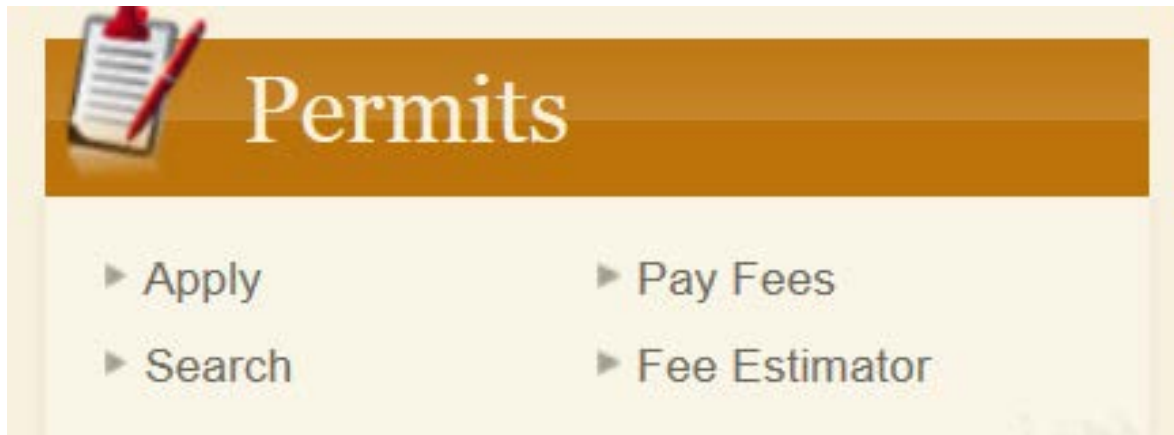 Permits
Apply
Pay Fees
Search
Fee Estimator